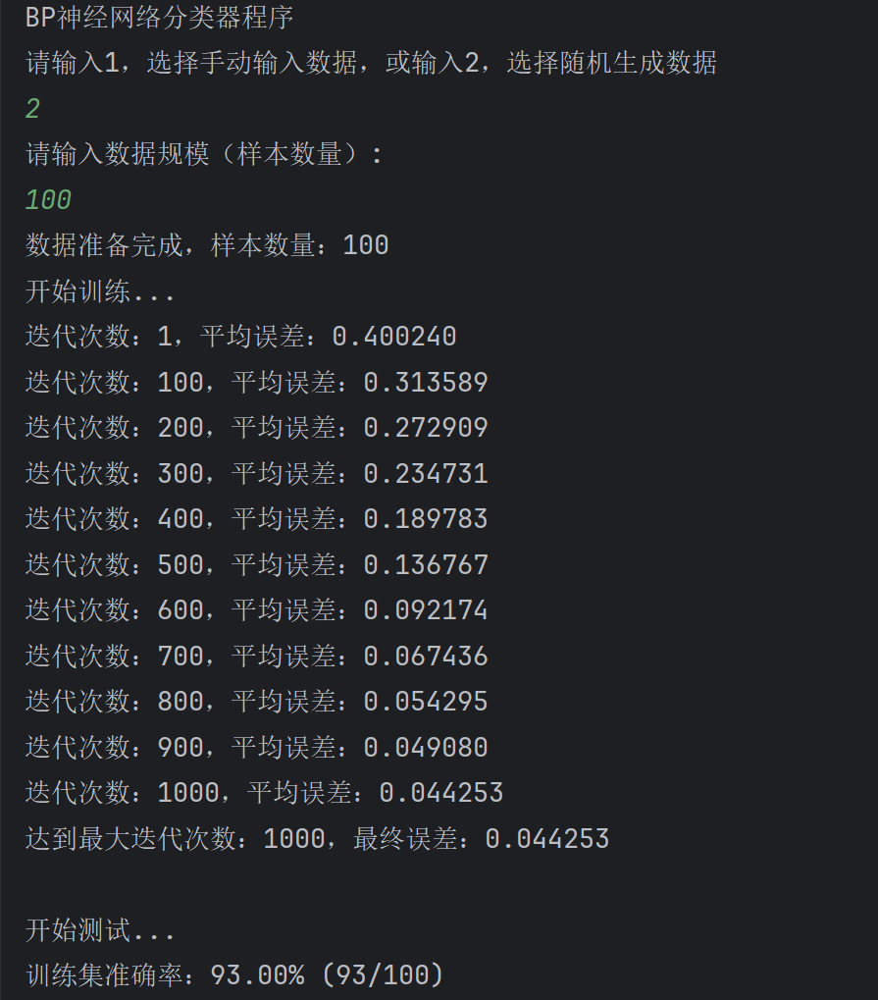 BP神经网络分类器程序
请输入1，选择手动输入数据，或输入2，选择随机生成数据
2
请输入数据规模（样本数量）:
100
数据准备完成，样本数量：100
开始训练...
迭代次数：1，平均误差：0.400240
迭代次数：100，平均误差：0.313589
迭代次数：200，平均误差：0.272909
迭代次数：300，平均误差：0.234731
迭代次数：400，平均误差：0.189783
迭代次数：500，平均误差：0.136767
迭代次数：600，平均误差：0.092174
迭代次数：700，平均误差：0.067436
迭代次数：800，平均误差：0.054295
迭代次数：900，平均误差：0.049080
迭代次数：1000，平均误差：0.044253
达到最大迭代次数：1000，最终误差：0.044253
开始测试...
训练集准确率：93.00% (93/100)